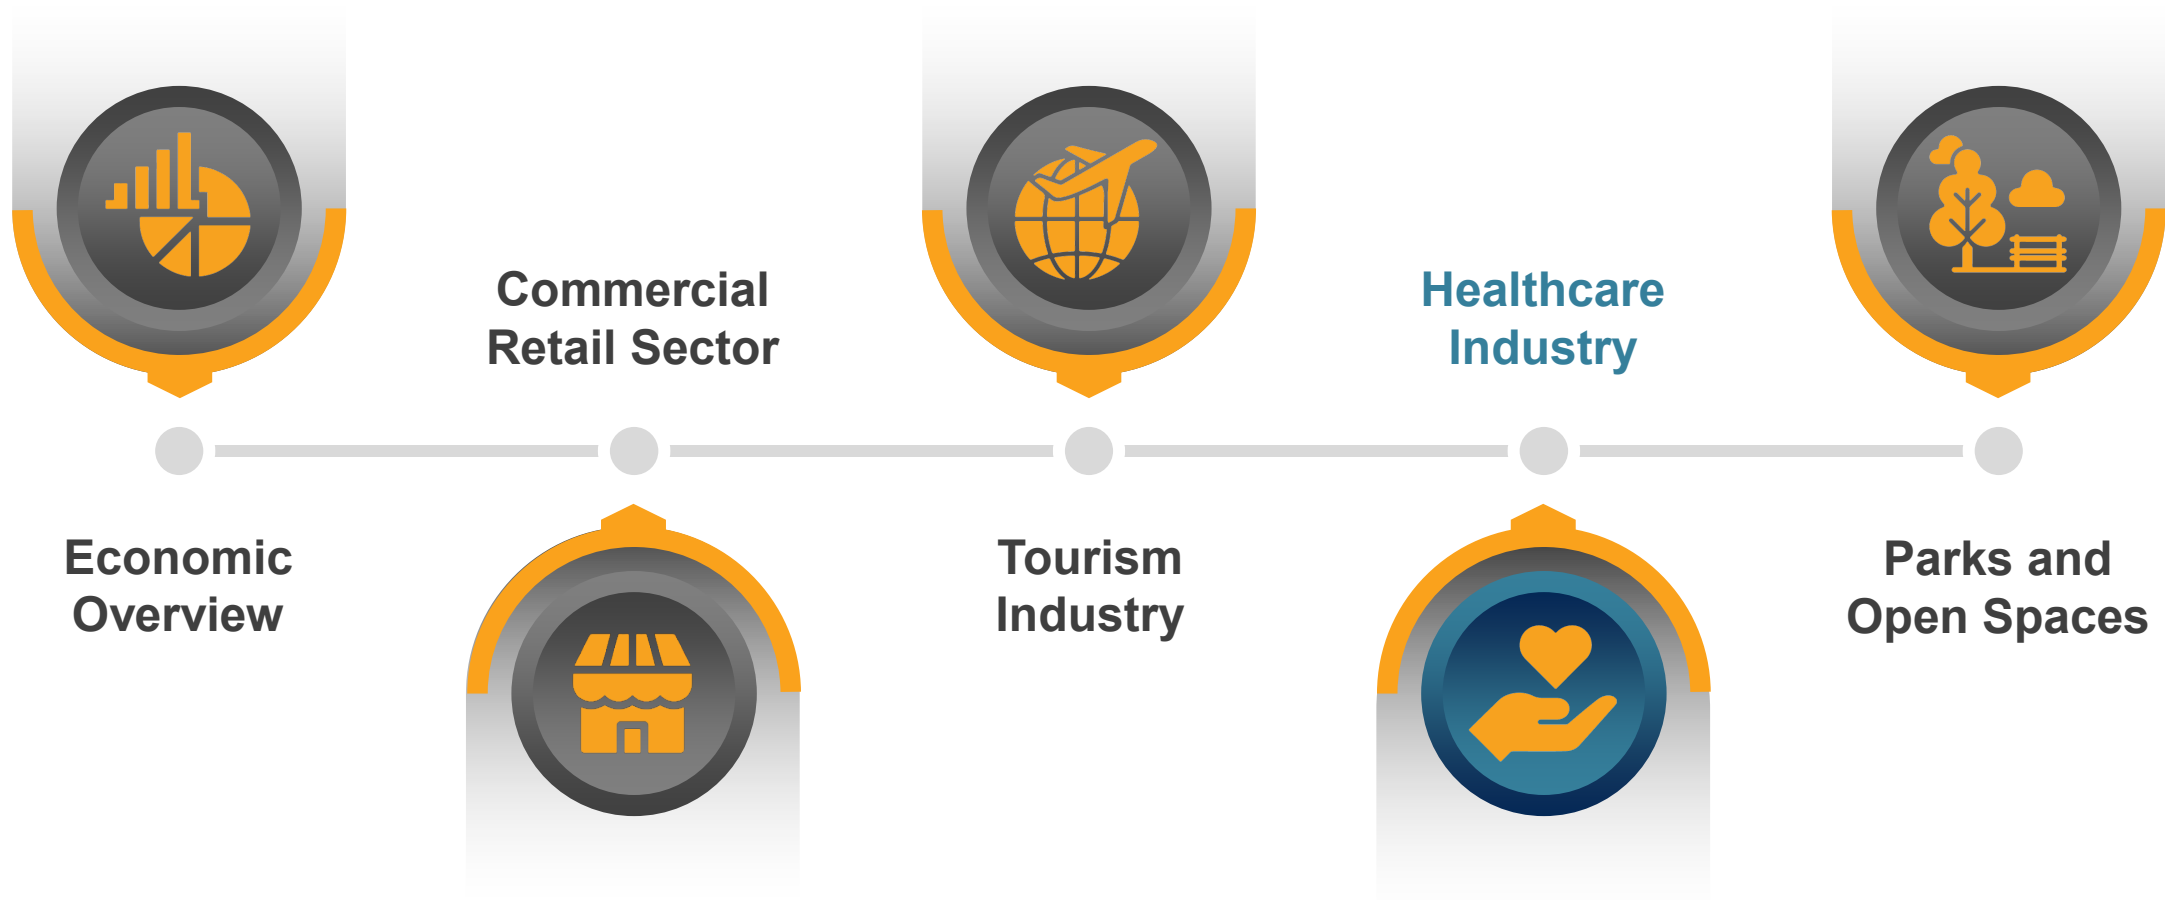 Economic
Overview
Commercial
Retail Sector
Tourism
Industry
Healthcare
Industry
Parks and
Open Spaces